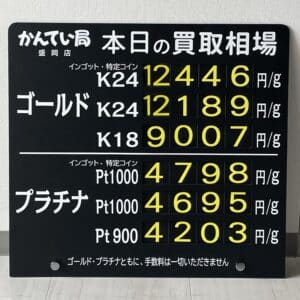 かんてい局 本日の買取相場
盛岡店
インゴット・特定コイン
K24 12446 円/g
ゴールド K24 12189 円/g
K18 9007 円/g
インゴット・特定コイン
Pt1000 4798 円/g
プラチナ Pt1000 4695 円/g
Pt900 4203 円/g
ゴールド・プラチナともに、手数料は一切いただきません